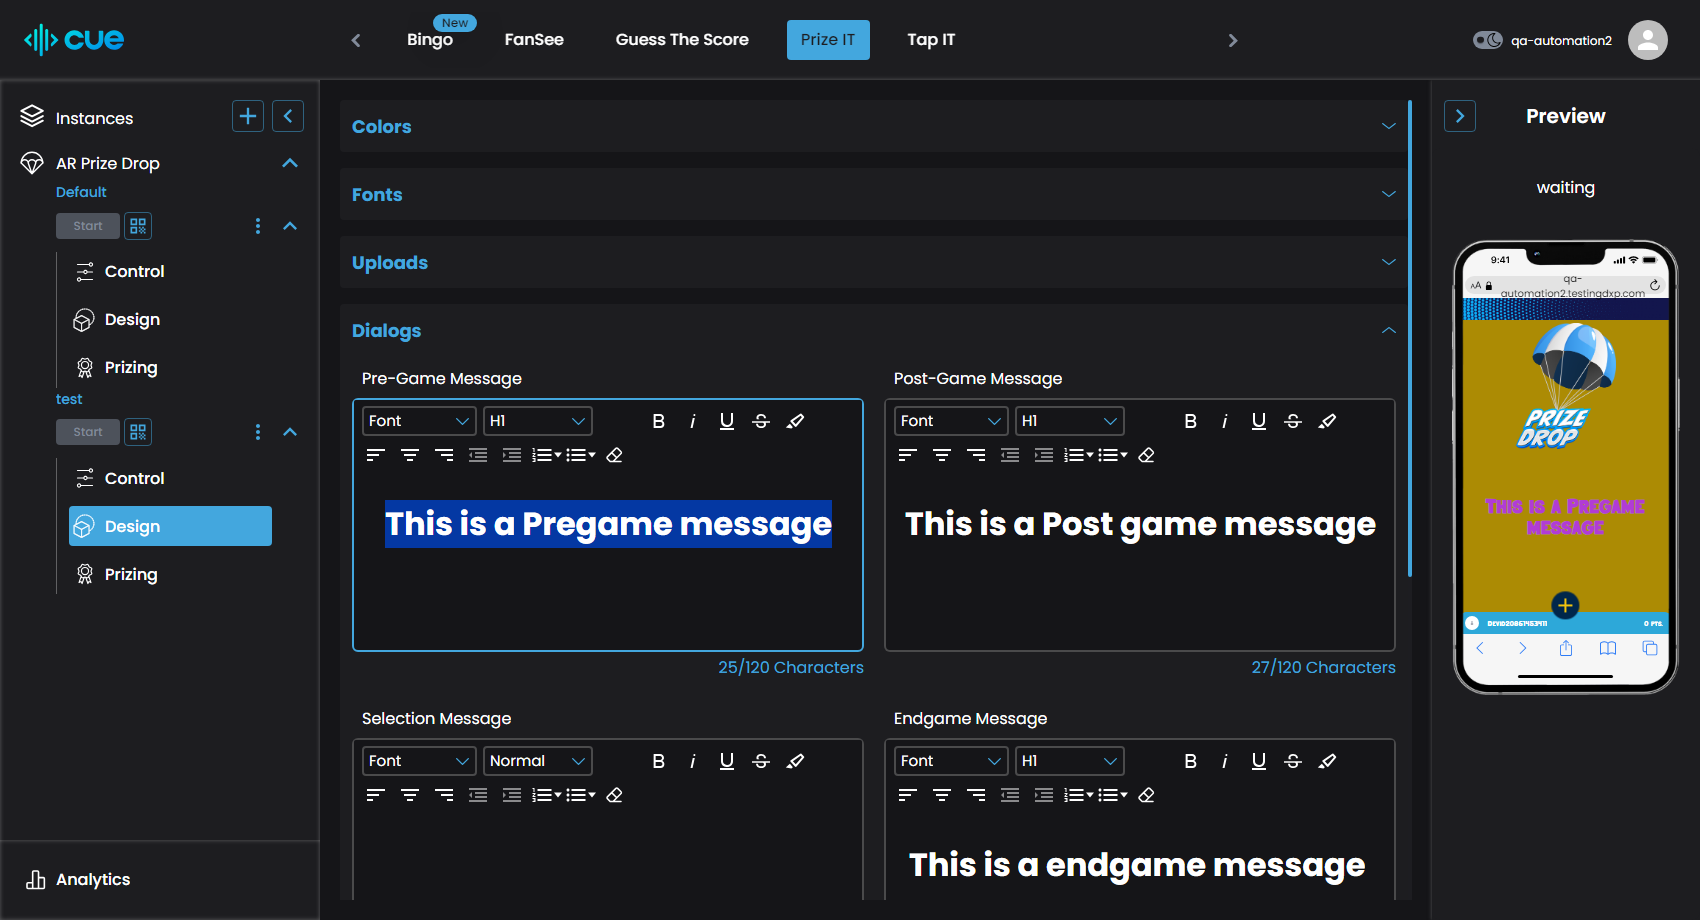 cue
New
Bingo
FanSee
Guess The Score
Prize IT
Tap IT
qa-automation2
Instances
AR Prize Drop
Default
Start
Control
Design
Prizing
test
Start
Control
Design
Prizing
Analytics
Colors
Fonts
Uploads
Dialogs
Pre-Game Message
Font
H1
B i U S
This is a Pregame message
25/120 Characters
Post-Game Message
Font
H1
B i U S
This is a Post game message
27/120 Characters
Selection Message
Font
Normal
B i U S
Endgame Message
Font
H1
B i U S
This is a endgame message
Preview
waiting
9:41
AA
qa-
automation2.testingdxp.com
PRIZE
DROP
This is a Pregame
message
0 PTS.